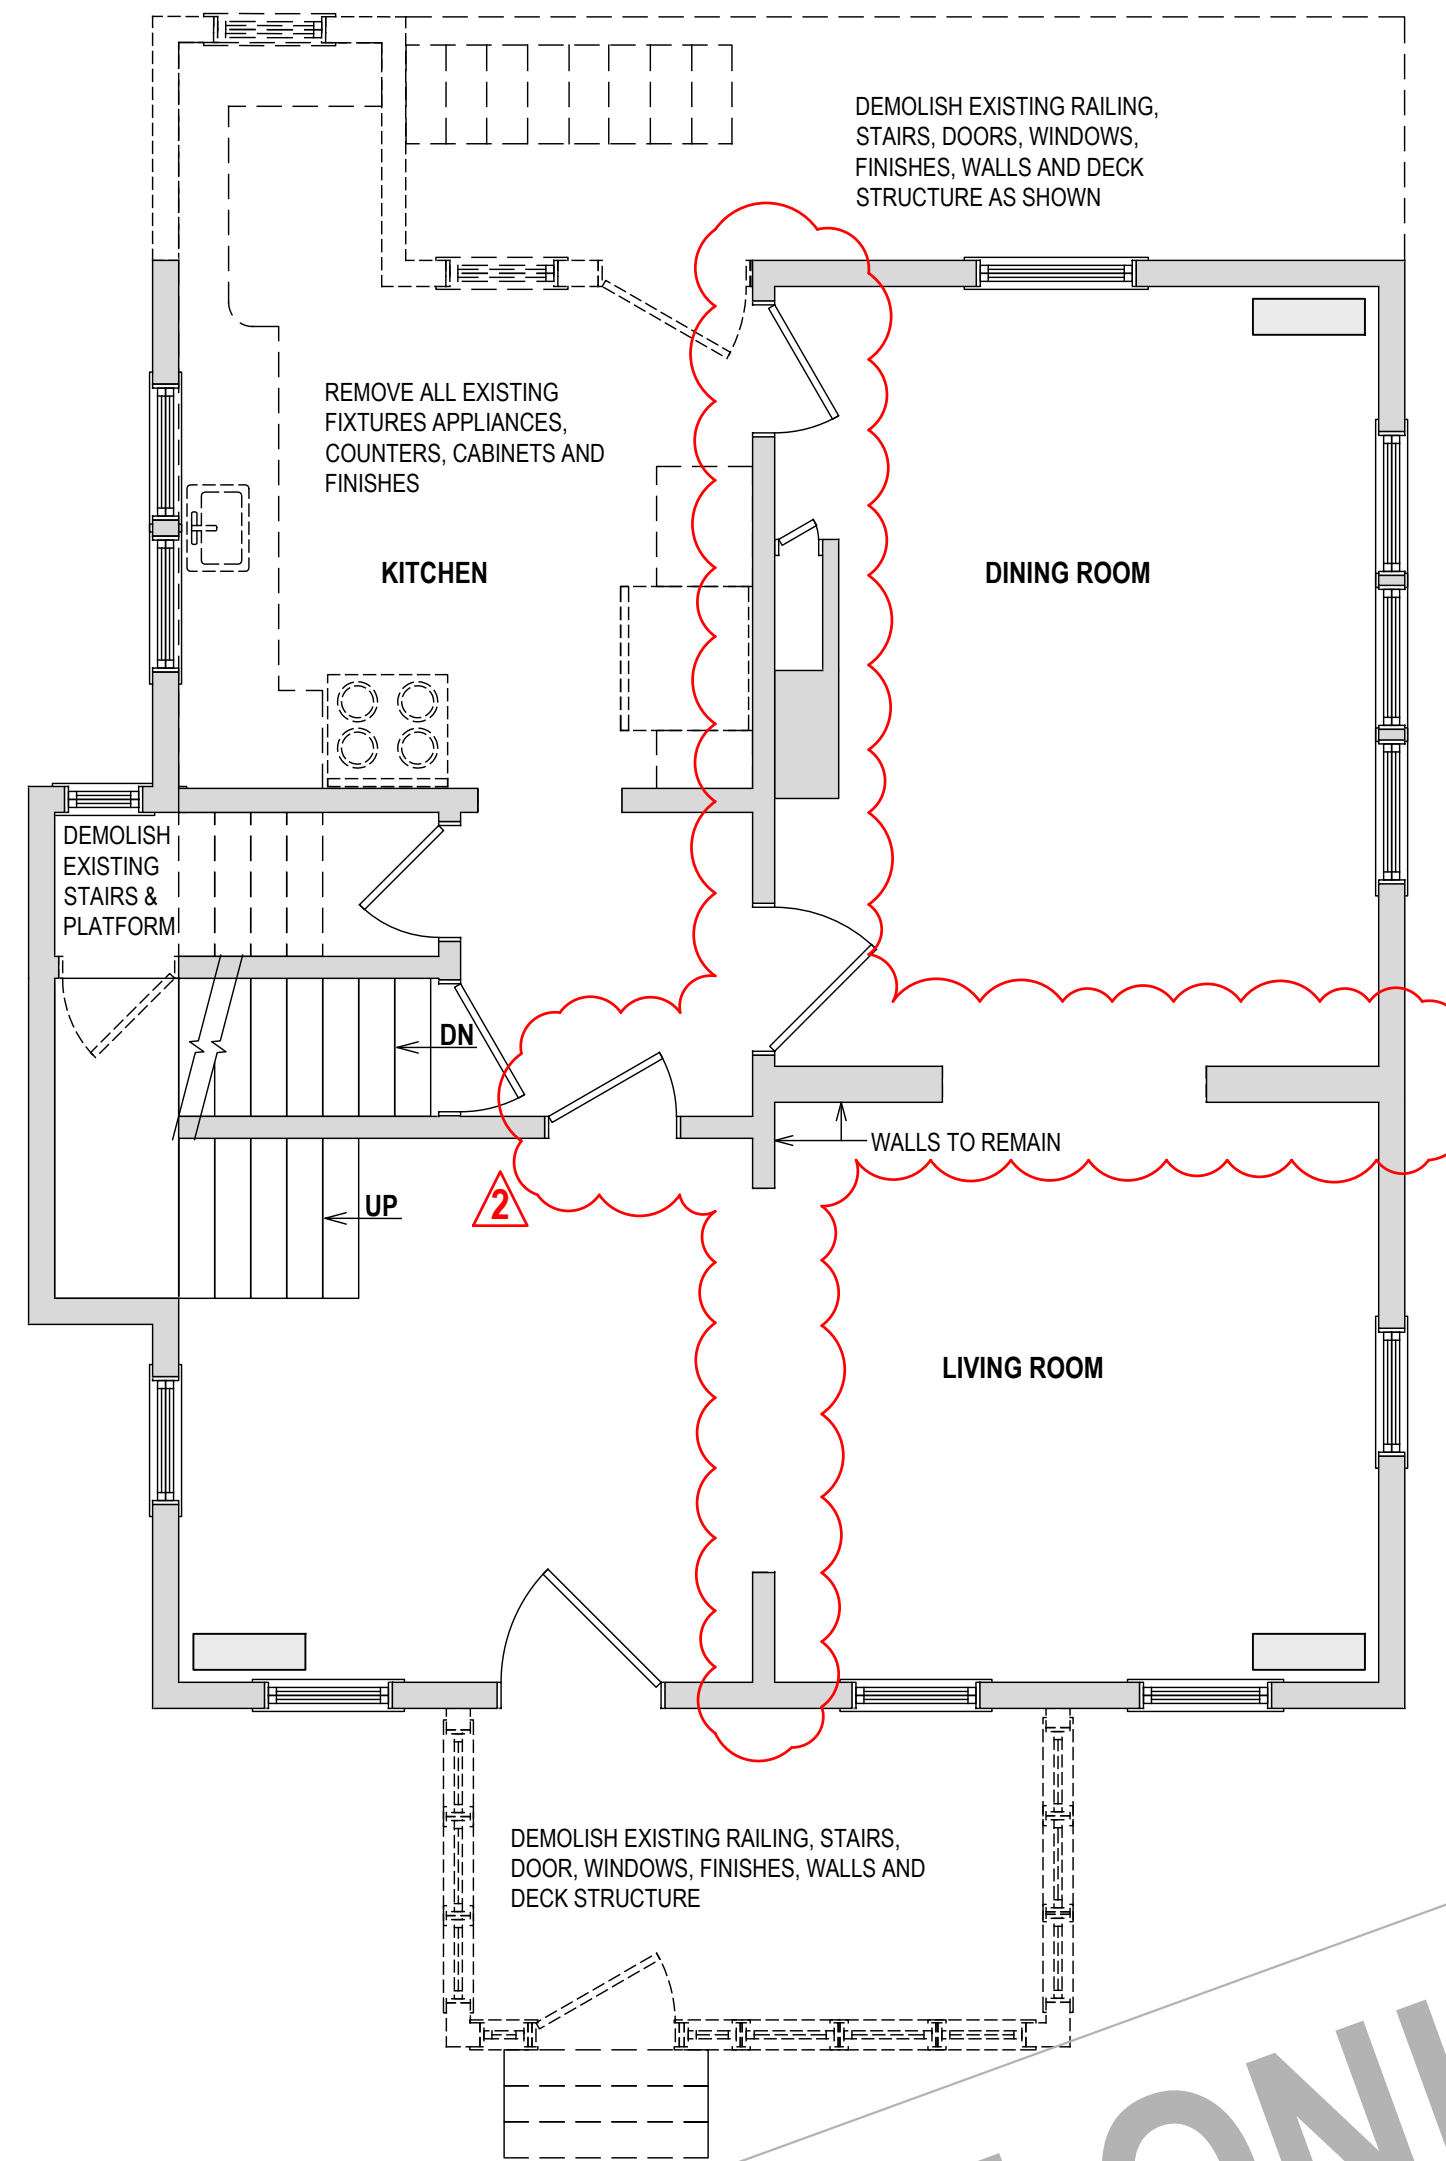 DEMOLISH EXISTING RAILING,
STAIRS, DOORS, WINDOWS,
FINISHES, WALLS AND DECK
STRUCTURE AS SHOWN
REMOVE ALL EXISTING
FIXTURES APPLIANCES,
COUNTERS, CABINETS AND
FINISHES
KITCHEN
DINING ROOM
DEMOLISH
EXISTING
STAIRS &
PLATFORM
DN
WALLS TO REMAIN
2
UP
LIVING ROOM
DEMOLISH EXISTING RAILING, STAIRS,
DOOR, WINDOWS, FINISHES, WALLS AND
DECK STRUCTURE